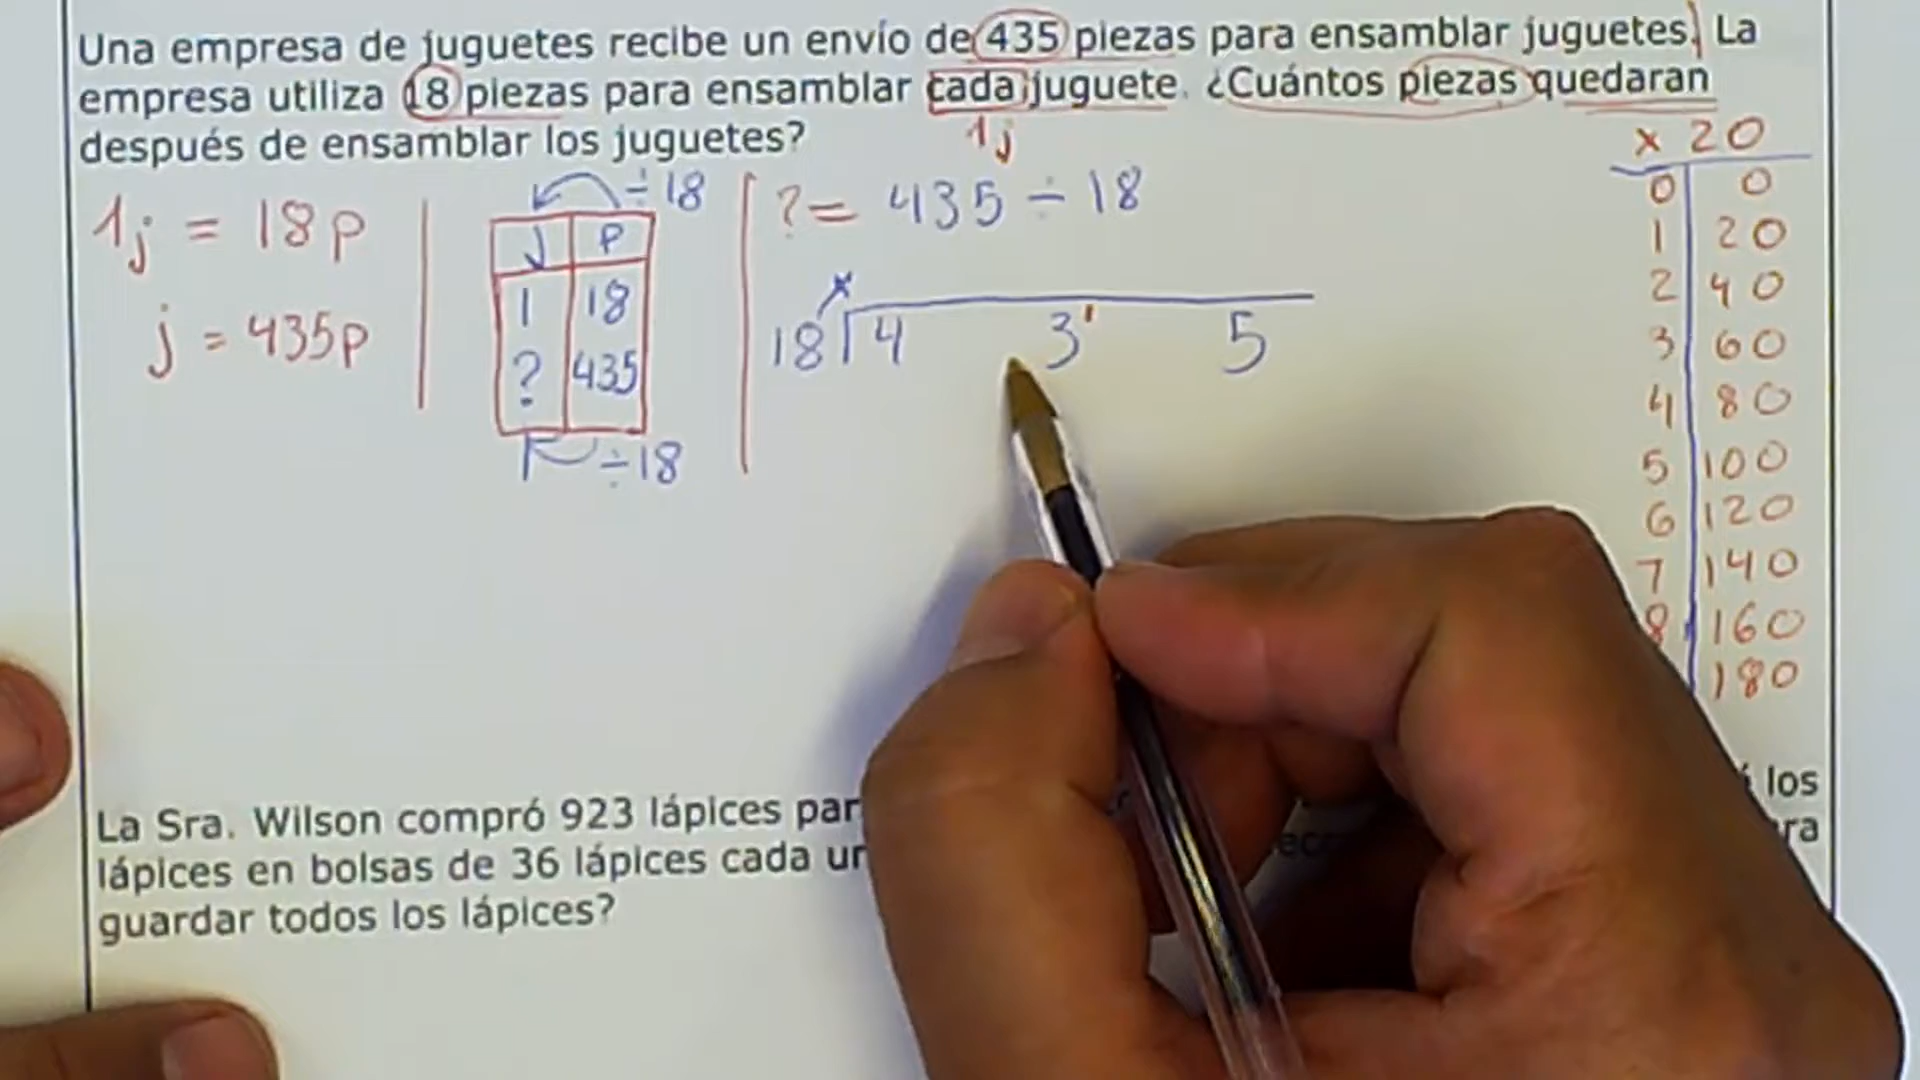 Una empresa de juguetes recibe un envío de 435 piezas para ensamblar juguetes. La
empresa utiliza 18 piezas para ensamblar cada juguete. ¿Cuántos piezas quedaran
después de ensamblar los juguetes?
1j
1j = 18p
j = 435p
÷18
J P
1 18
? 435
÷18
? = 435 ÷ 18
x
18 4 3' 5
x 20
0 0
1 20
2 40
3 60
4 80
5 100
6 120
7 140
8 160
180
La Sra. Wilson compró 923 lápices par los
lápices en bolsas de 36 lápices cada
guardar todos los lápices?